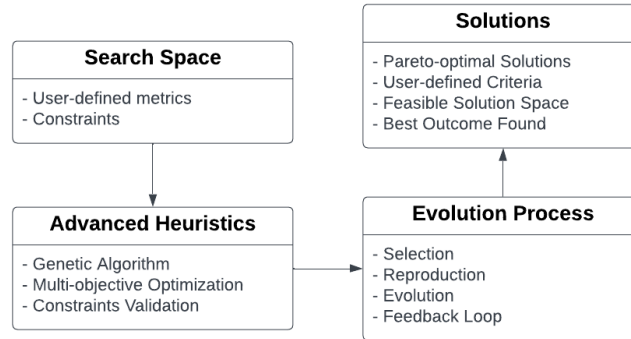 Search Space
- User-defined metrics
- Constraints
Advanced Heuristics
- Genetic Algorithm
- Multi-objective Optimization
- Constraints Validation
Evolution Process
- Selection
- Reproduction
- Evolution
- Feedback Loop
Solutions
- Pareto-optimal Solutions
- User-defined Criteria
- Feasible Solution Space
- Best Outcome Found